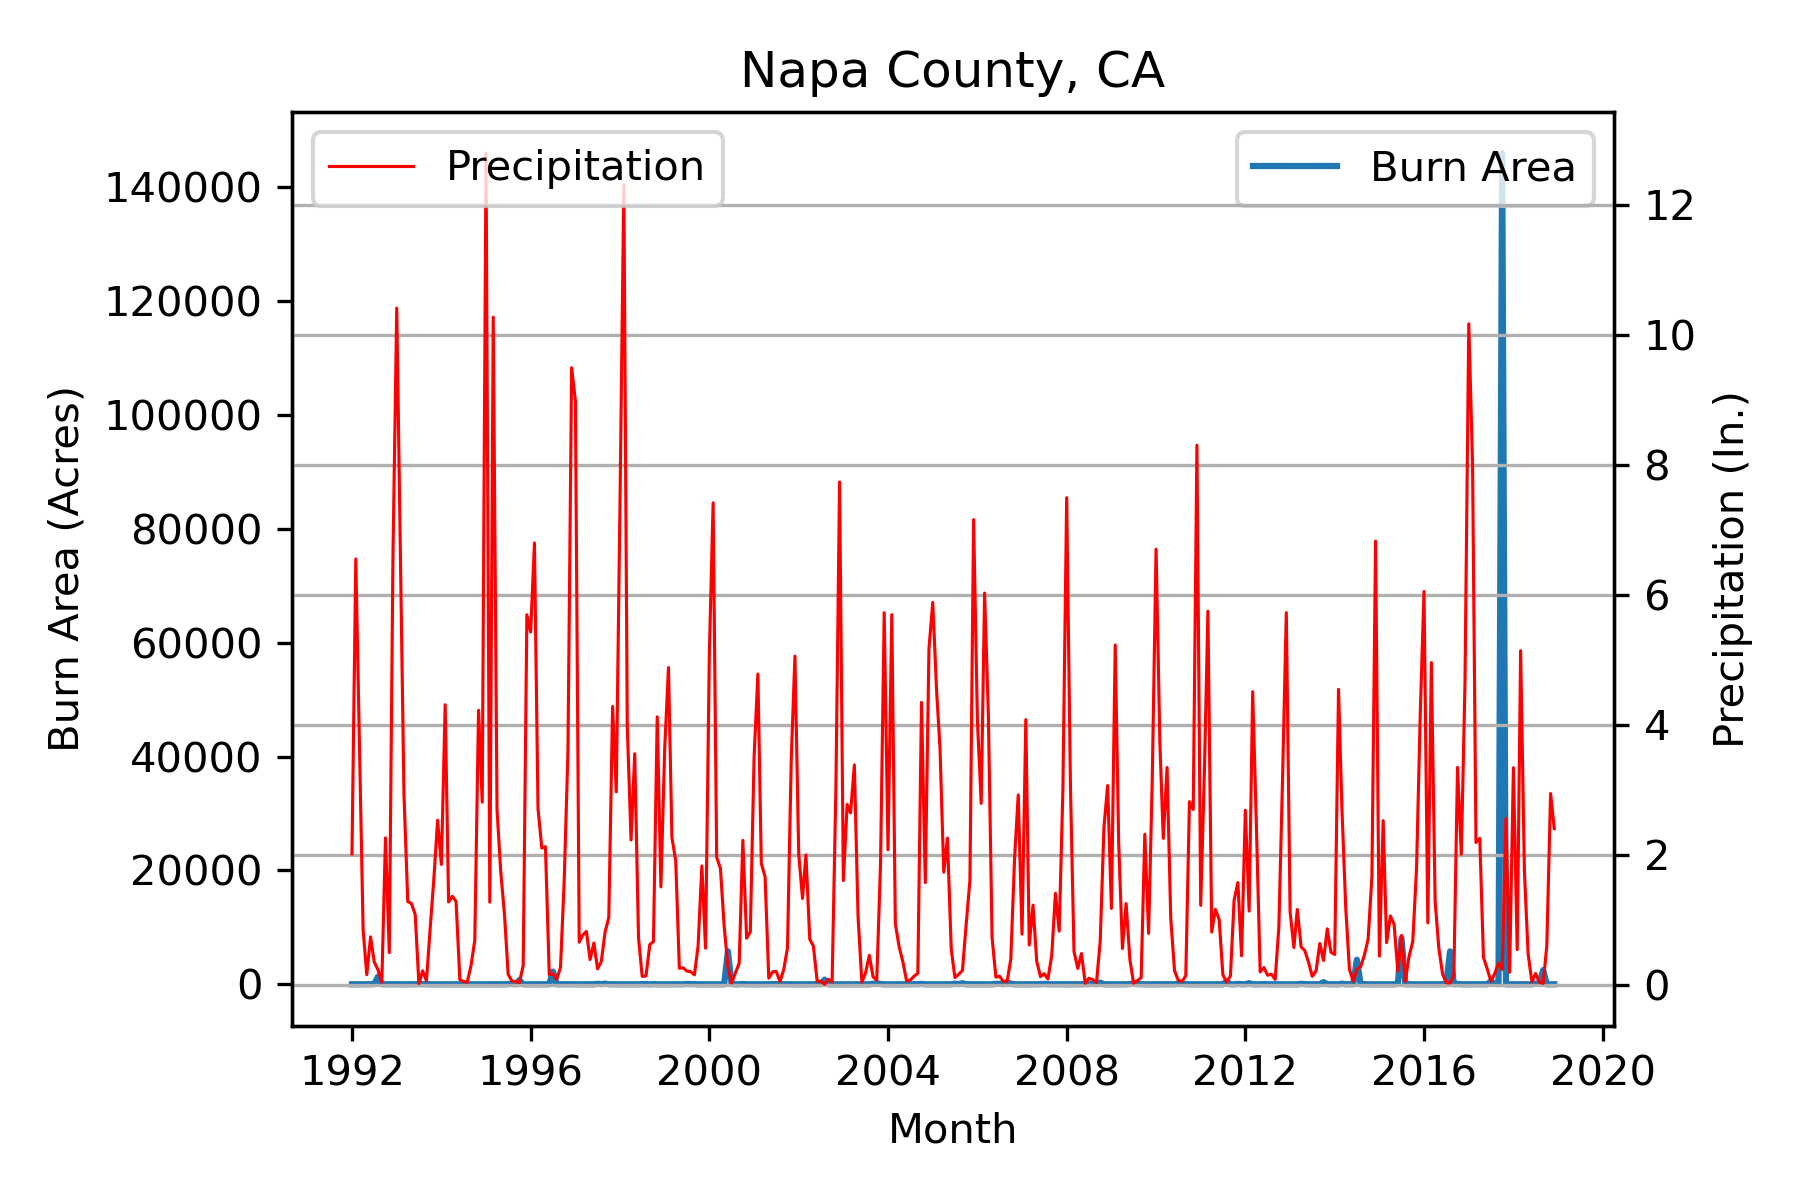 Napa County, CA
Precipitation
Burn Area
140000
120000
100000
80000
60000
40000
20000
0
Burn Area (Acres)
12
10
8
6
4
2
0
Precipitation (In.)
1992 1996 2000 2004 2008 2012 2016 2020
Month